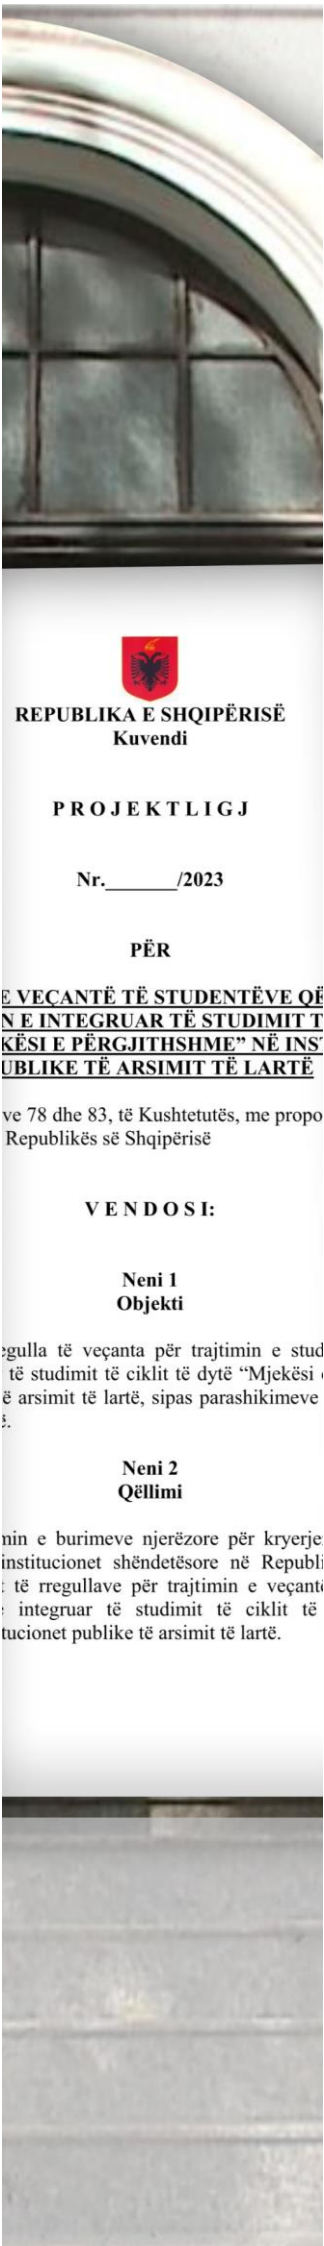 REPUBLIKA E SHQIPËRISË
Kuvendi
P R O J E K T L I G J
Nr._______/2023
PËR
E VEÇANTË TË STUDENTËVE QË
N E INTEGRUAR TË STUDIMIT T
KËSI E PËRGJITHSHME” NË INST
UBLIKE TË ARSIMIT TË LARTË
ve 78 dhe 83, të Kushtetutës, me propo
Republikës së Shqipërisë
V E N D O S I:
Neni 1
Objekti
egulla të veçanta për trajtimin e stud
të studimit të ciklit të dytë “Mjekësi
ë arsimit të lartë, sipas parashikimeve
Neni 2
Qëllimi
min e burimeve njerëzore për kryerje
institucionet shëndetësore në Republi
të rregullave për trajtimin e veçantë
integruar të studimit të ciklit të
tucionet publike të arsimit të lartë.